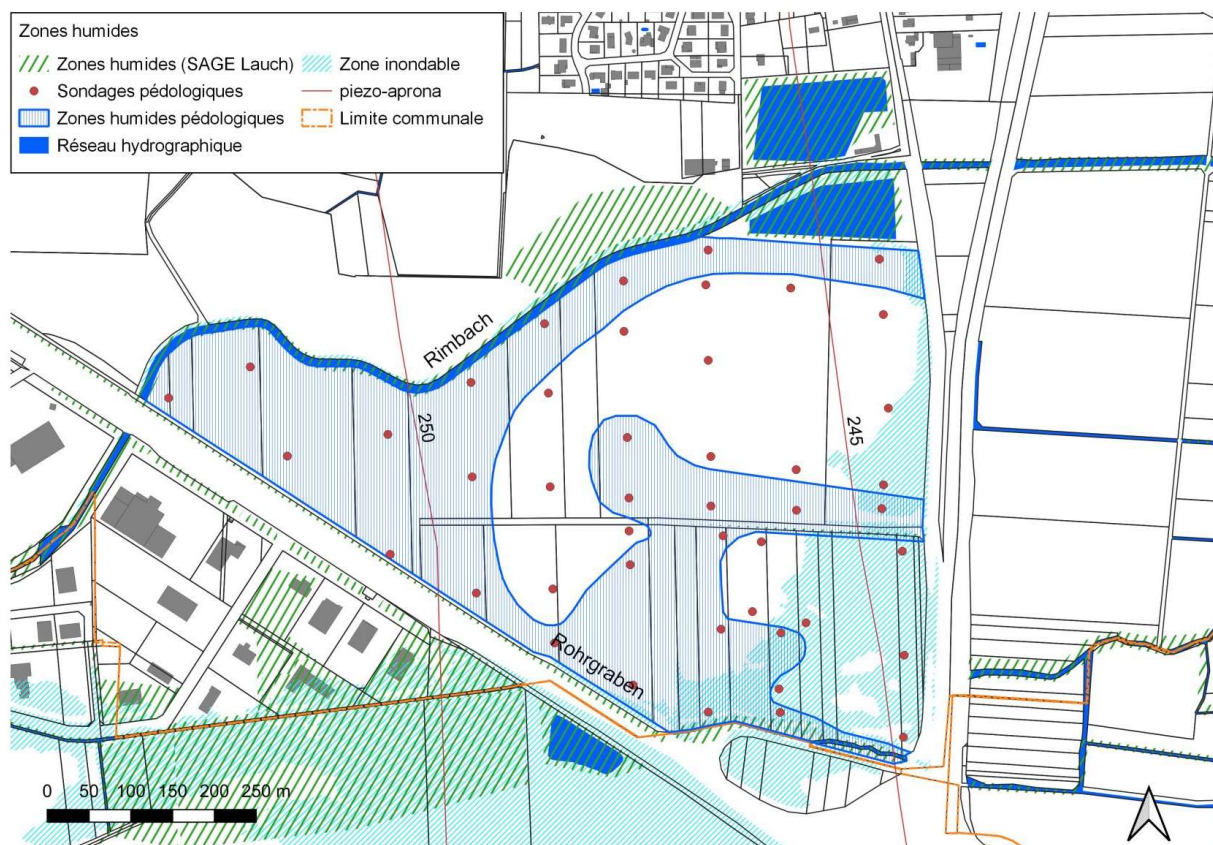 Zones humides
Zones humides (SAGE Lauch)
Zone inondable
Sondages pédologiques
piezo-aprona
Zones humides pédologiques
Limite communale
Réseau hydrographique
Rimbach
250
245
Rohrgraben
0 50 100 150 200 250 m